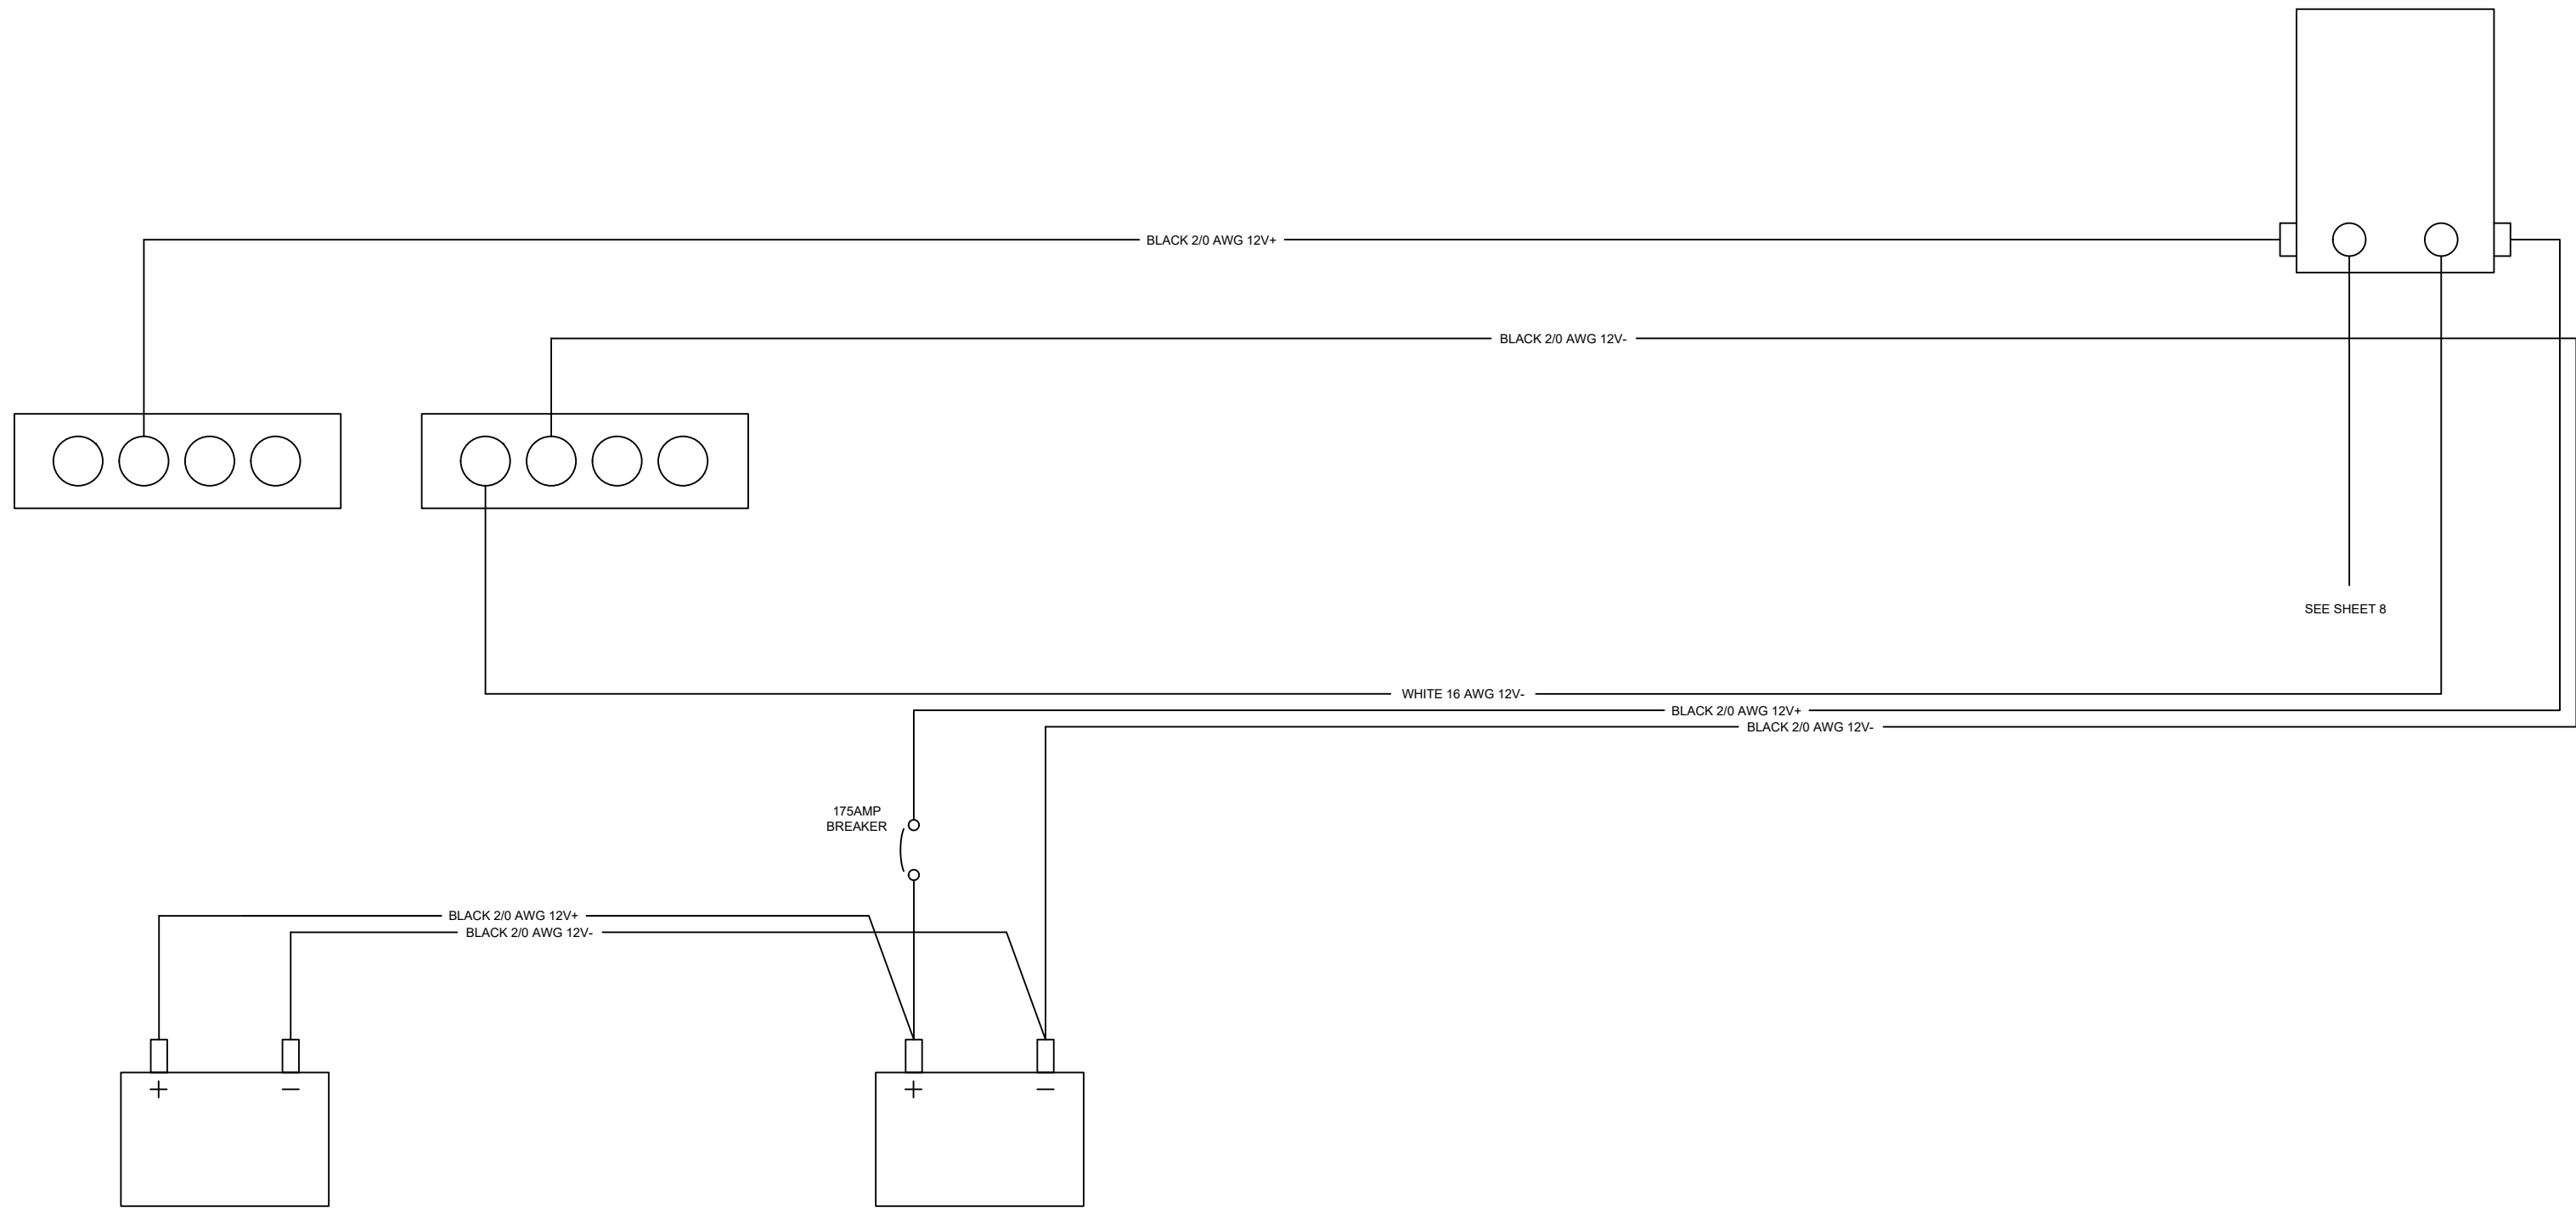 BLACK 2/0 AWG 12V+
BLACK 2/0 AWG 12V-
SEE SHEET 8
WHITE 16 AWG 12V-
BLACK 2/0 AWG 12V+
BLACK 2/0 AWG 12V-
175AMP
BREAKER
BLACK 2/0 AWG 12V+
BLACK 2/0 AWG 12V-
+
-
+
-